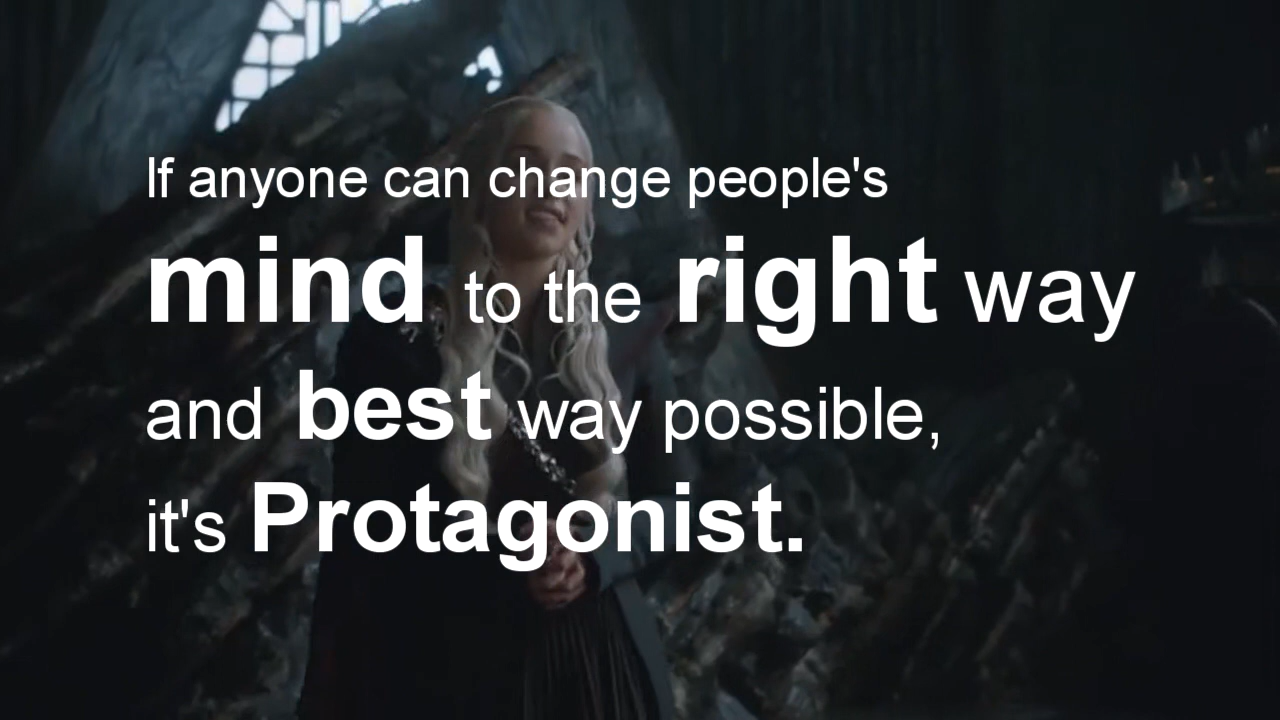 If anyone can change people's
mind to the right way
and best way possible,
it's Protagonist.